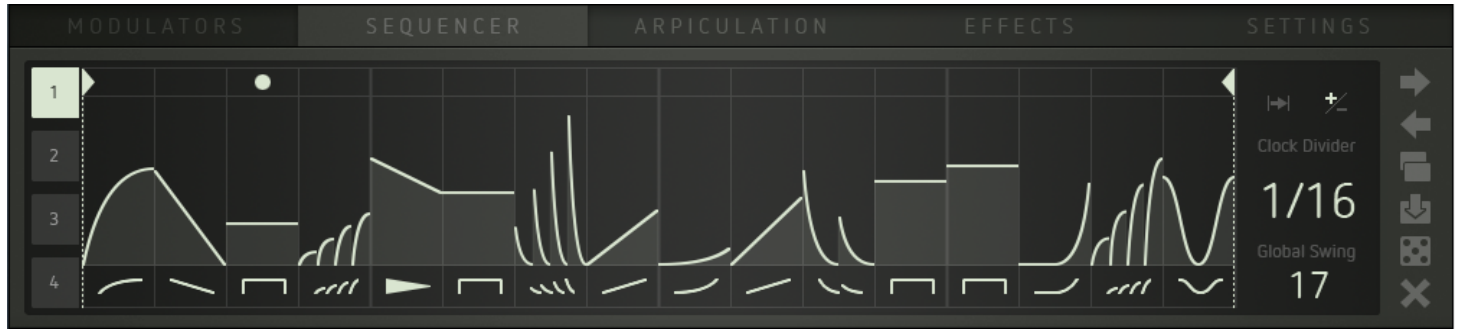 MODULATORS SEQUENCER ARPICULATION EFFECTS SETTINGS
1
2
3
4
Clock Divider
1/16
Global Swing
17